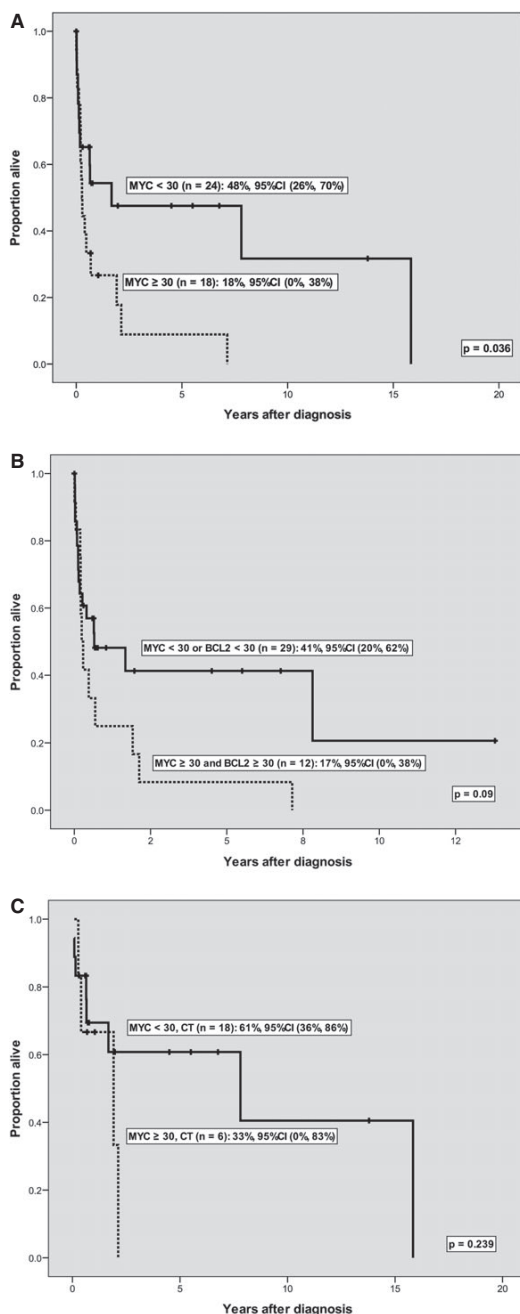 A
Proportion alive
1.0
0.8
0.6
0.4
0.2
0.0
MYC < 30 (n = 24): 48%, 95%CI (26%, 70%)
MYC ≥ 30 (n = 18): 18%, 95%CI (0%, 38%)
p = 0.036
0 5 10 15 20
Years after diagnosis
B
Proportion alive
1.0
0.8
0.6
0.4
0.2
0.0
MYC < 30 or BCL2 < 30 (n = 29): 41%, 95%CI (20%, 62%)
MYC ≥ 30 and BCL2 ≥ 30 (n = 12): 17%, 95%CI (0%, 38%)
p = 0.09
0 2 5 8 10 12
Years after diagnosis
C
Proportion alive
1.0
0.8
0.6
0.4
0.2
0.0
MYC < 30, CT (n = 18): 61%, 95%CI (36%, 86%)
MYC ≥ 30, CT (n = 6): 33%, 95%CI (0%, 83%)
p = 0.239
0 5 10 15 20
Years after diagnosis